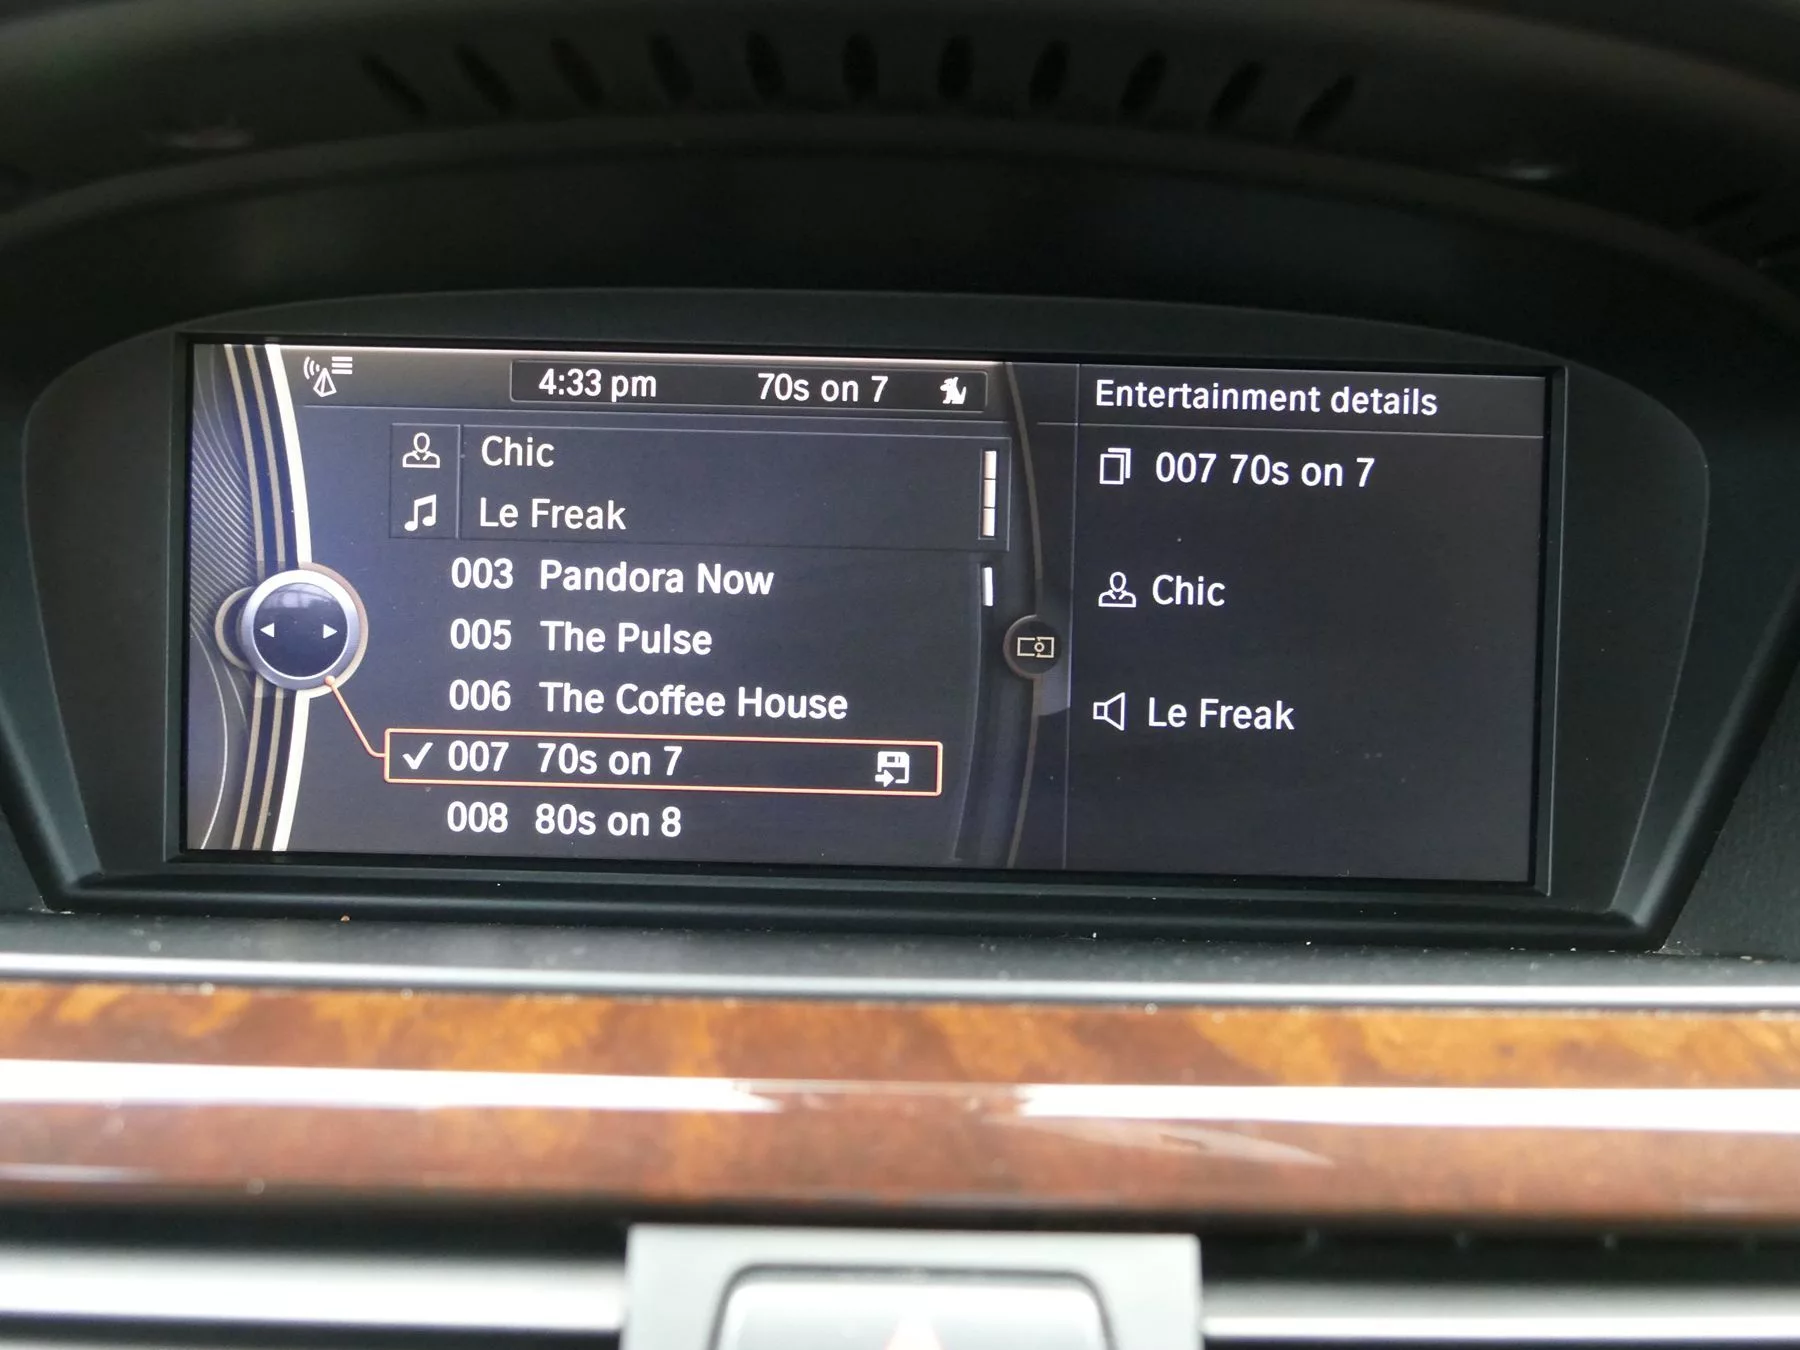 4:33 pm 70s on 7
Chic
Le Freak
003 Pandora Now
005 The Pulse
006 The Coffee House
007 70s on 7
008 80s on 8
Entertainment details
007 70s on 7
Chic
Le Freak